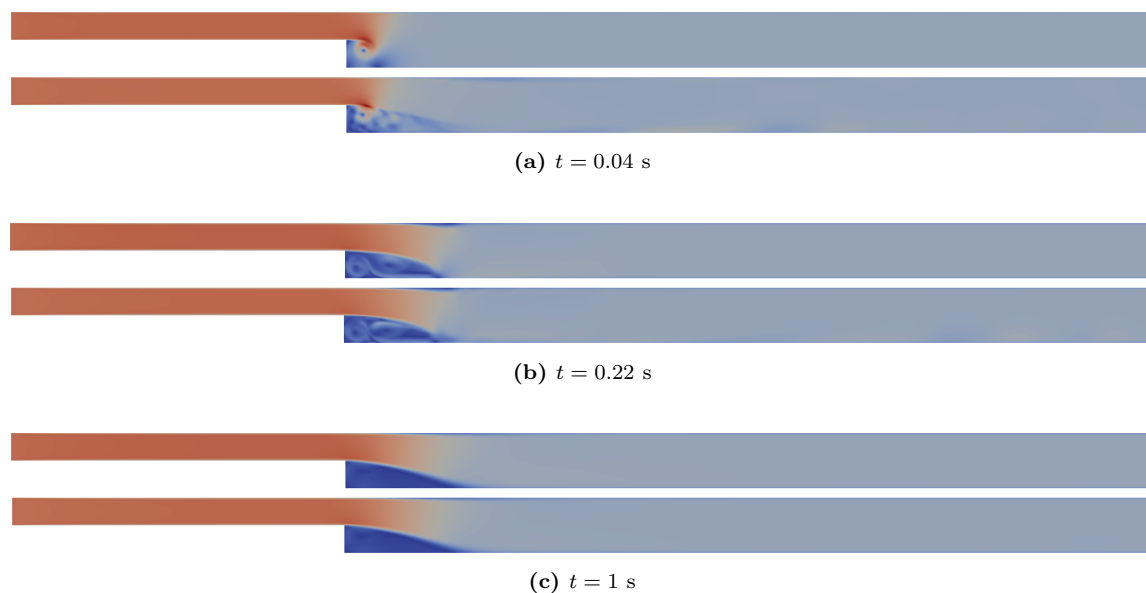 (a) t = 0.04 s
(b) t = 0.22 s
(c) t = 1 s